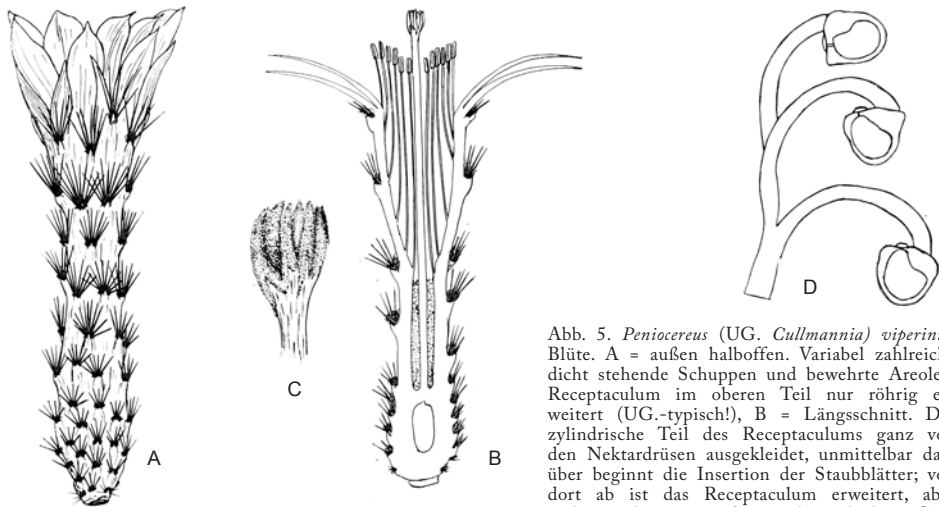 A
B
C
D
Abb. 5. Peniocereus (UG. Cullmannia) viperin
Blüte. A = außen halboffen. Variabel zahlreich
dicht stehende Schuppen und bewehrte Areole
Receptaculum im oberen Teil nur röhrig e
weitert (UG.-typisch!), B = Längsschnitt. D
zylindrische Teil des Receptaculums ganz v
den Nektardrüsen ausgekleidet, unmittelbar da
über beginnt die Insertion der Staubblätter; v
dort ab ist das Receptaculum erweitert, ab